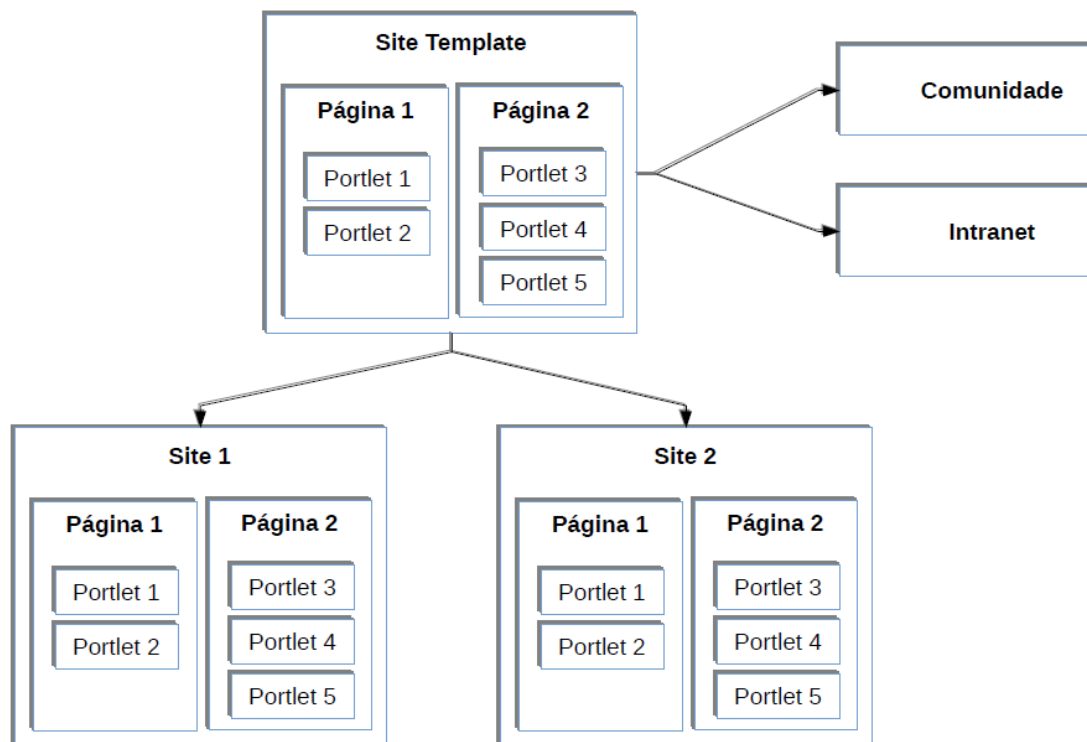 Site Template
Página 1
Portlet 1
Portlet 2
Página 2
Portlet 3
Portlet 4
Portlet 5
Comunidade
Intranet
Site 1
Página 1
Portlet 1
Portlet 2
Página 2
Portlet 3
Portlet 4
Portlet 5
Site 2
Página 1
Portlet 1
Portlet 2
Página 2
Portlet 3
Portlet 4
Portlet 5